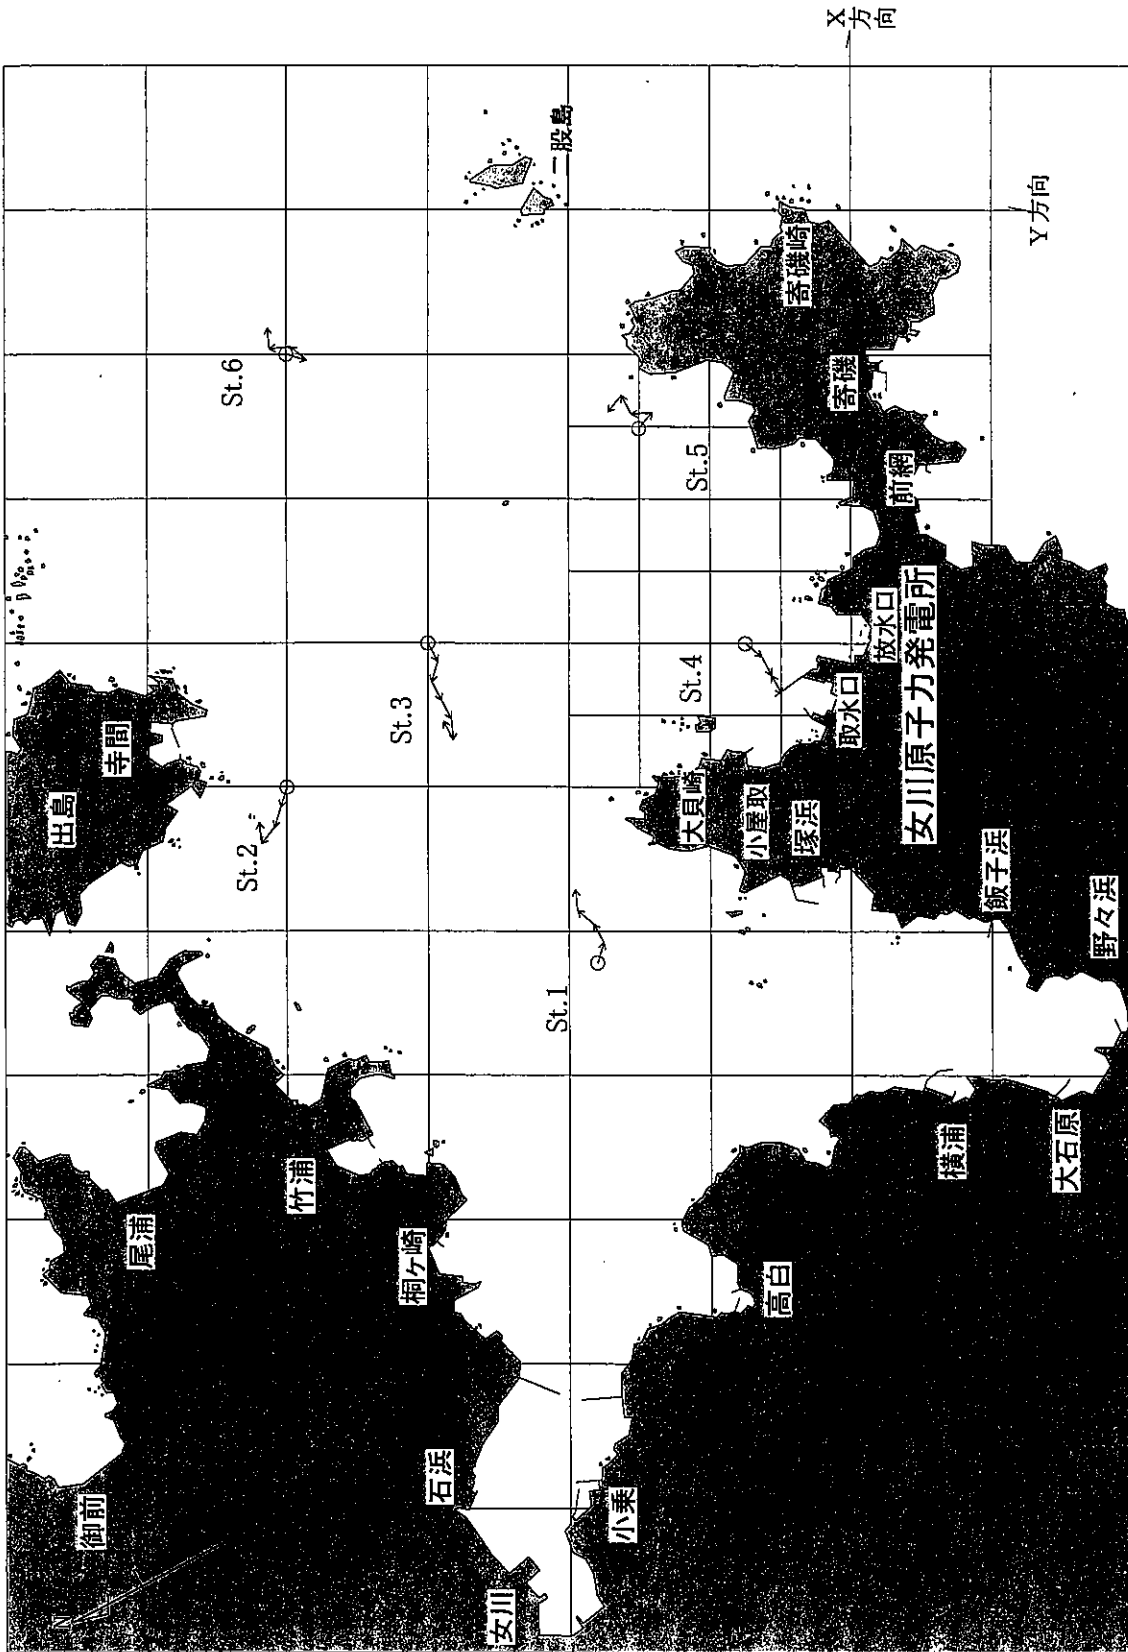 N
御前
尾浦
出島
寺間
竹浦
桐ケ崎
石浜
女川
小乗
高白
横浦
大石原
野々浜
飯子浜
塚浜
小屋取
大貝崎
取水口
放水口
女川原子力発電所
前網
寄磯
寄磯崎
二股島
St.1
St.2
St.3
St.4
St.5
St.6
X
方向
Y方向